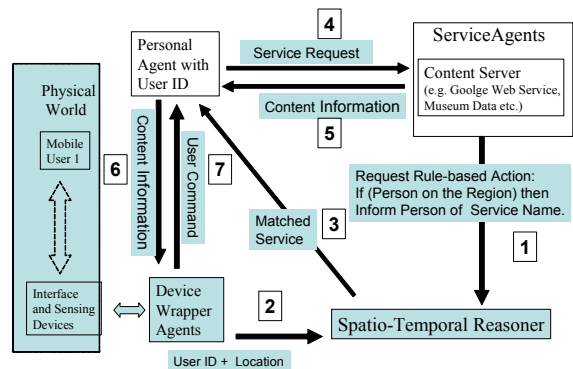 4
Personal
Agent with
User ID
Service Request
ServiceAgents
Content Server
(e.g. Goolge Web Service,
Museum Data etc.)
Physical
World
Content Information
5
Mobile
User 1
6
Content Information
User Command
7
Request Rule-based Action:
If (Person on the Region) then
Inform Person of Service Name.
Matched
Service
3
1
Interface
and Sensing
Devices
Device
Wrapper
Agents
2
Spatio-Temporal Reasoner
User ID + Location